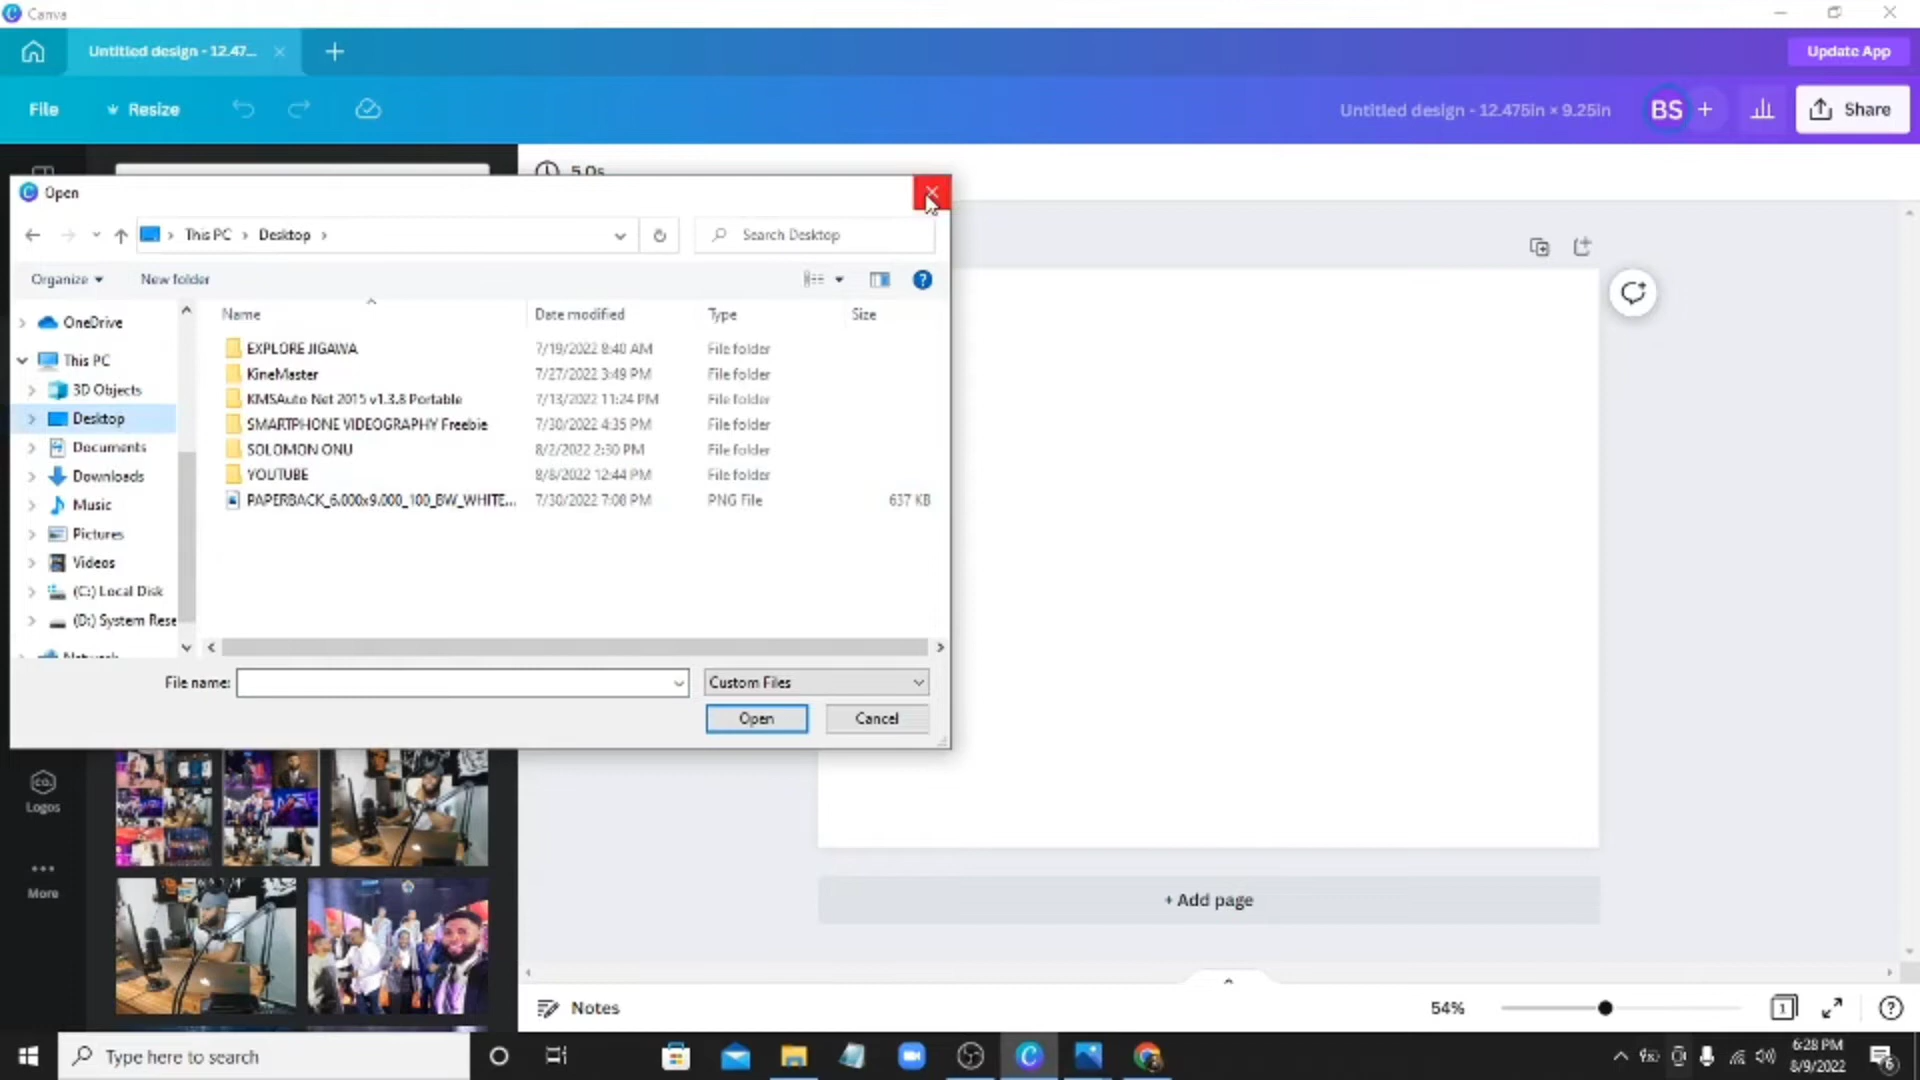 Canva
Untitled design - 12.47...
Update App
File
Resize
Untitled design - 12.475in × 9.25in
BS
+
Share
5.0s
Open
This PC › Desktop ›
Search Desktop
Organize
New folder
Name
Date modified
Type
Size
OneDrive
This PC
3D Objects
Desktop
Documents
Downloads
Music
Pictures
Videos
(C:) Local Disk
(D:) System Rese
EXPLORE JIGAWA 7/19/2022 8:40 AM File folder
KineMaster 7/27/2022 3:49 PM File folder
KMSAuto Net 2015 v1.3.8 Portable 7/13/2022 11:24 PM File folder
SMARTPHONE VIDEOGRAPHY Freebie 7/30/2022 4:35 PM File folder
SOLOMON ONU 8/2/2022 2:30 PM File folder
YOUTUBE 8/8/2022 12:44 PM File folder
PAPERBACK_6.000x9.000_100_BW_WHITE... 7/30/2022 7:08 PM PNG File 637 KB
File name:
Custom Files
Open
Cancel
CO.
Logos
More
+ Add page
Notes
54%
1
Type here to search
6:28 PM
8/9/2022
6